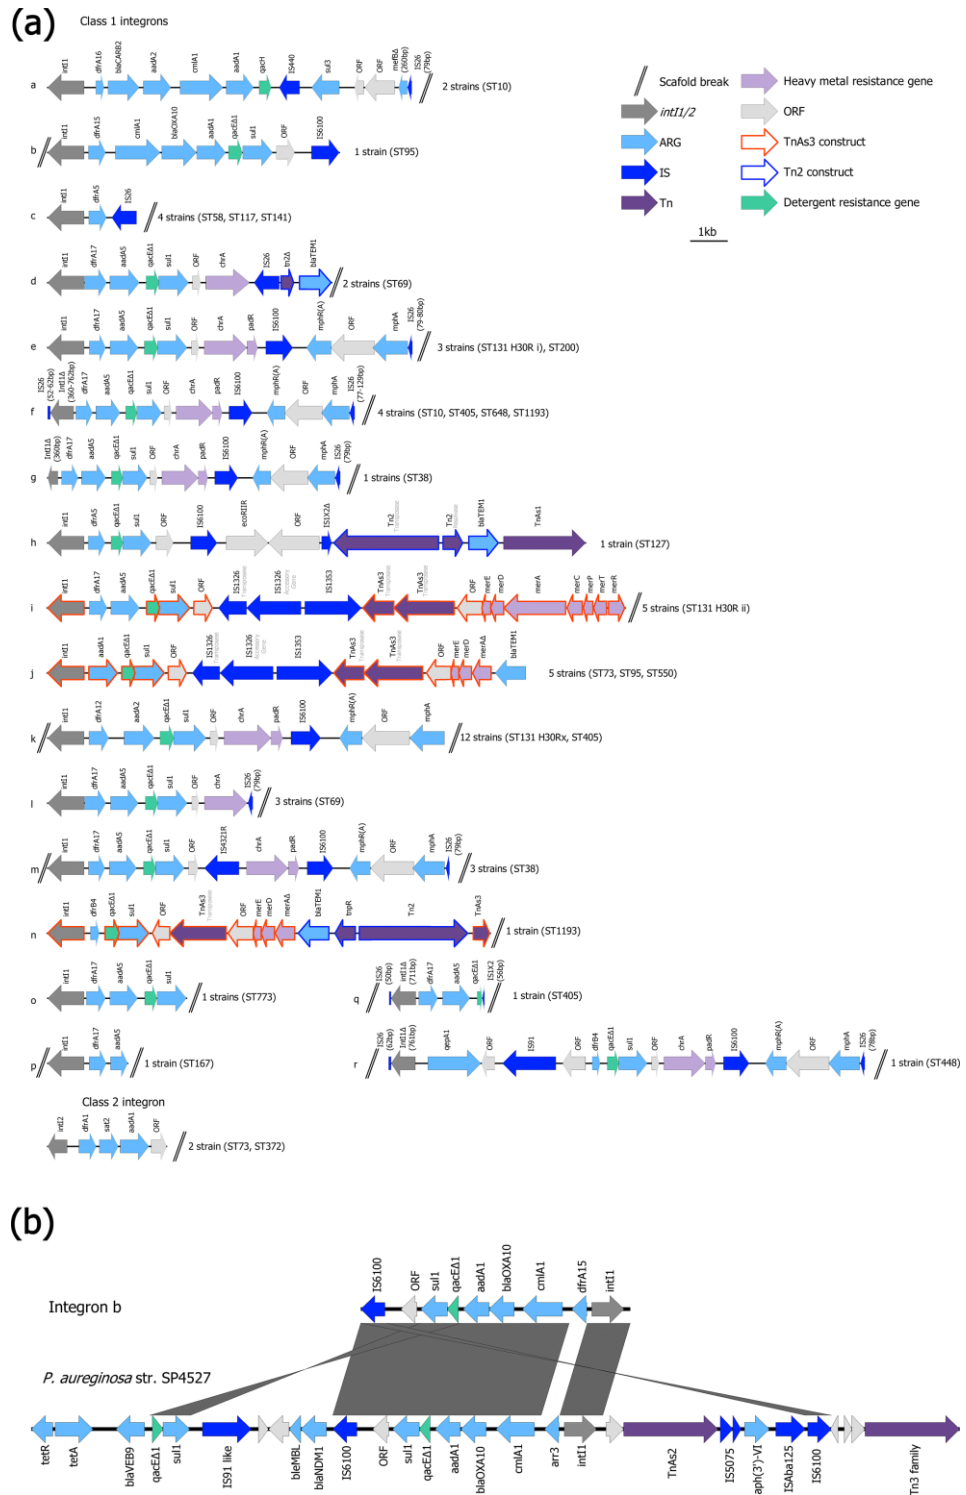 (a)
Class 1 integrons
intI1 dfrA16 blaCARB2 aadA2 cmlA1 aadA1 qacH IS440 sul3 ORF ORF mefBΔ (260bp) IS26 (79bp)
a 2 strains (ST10)
intI1 dfrA15 cmlA1 blaOXA10 aadA1 qacEΔ1 sul1 ORF IS6100
b 1 strain (ST95)
intI1 dfrA5 IS26
c 4 strains (ST58, ST117, ST141)
intI1 dfrA17 aadA5 qacEΔ1 sul1 ORF chrA IS26 tn2Δ blaTEM1
d 2 strains (ST69)
intI1 dfrA17 aadA5 qacEΔ1 sul1 ORF chrA padR IS6100 mphR(A) ORF mphA IS26 (79-80bp)
e 3 strains (ST131 H30R i), ST200)
IS26 (52-62bp) IntI1Δ (360-762bp) dfrA17 aadA5 qacEΔ1 sul1 ORF chrA padR IS6100 mphR(A) ORF mphA IS26 (77-129bp)
f 4 strains (ST10, ST405, ST648, ST1193)
IntI1Δ (360bp) dfrA17 aadA5 qacEΔ1 sul1 ORF chrA padR IS6100 mphR(A) ORF mphA IS26 (79bp)
g 1 strains (ST38)
intI1 dfrA5 qacEΔ1 sul1 ORF IS6100 ecoRIIR ORF IS1X2Δ Tn2 Transposase Tn2 blaTEM1 TnAs1
h 1 strain (ST127)
intI1 dfrA17 aadA5 qacEΔ1 sul1 ORF IS1326 Transposase IS1326 Accessory Gene IS1353 TnAs3 Transposase TnAs3 Transposase ORF merE merD merA merC merP merT merR
i 5 strains (ST131 H30R ii)
intI1 aadA1 qacEΔ1 sul1 ORF IS1326 Transposase IS1326 Accessory Gene IS1353 TnAs3 Transposase TnAs3 Transposase ORF merE merD merAΔ blaTEM1
j 5 strains (ST73, ST95, ST550)
intI1 dfrA12 aadA2 qacEΔ1 sul1 ORF chrA padR IS6100 mphR(A) ORF mphA
k 12 strains (ST131 H30Rx, ST405)
intI1 dfrA17 aadA5 qacEΔ1 sul1 ORF chrA IS26 (79bp)
l 3 strains (ST69)
intI1 dfrA17 aadA5 qacEΔ1 sul1 ORF IS4321R chrA padR IS6100 mphR(A) ORF mphA IS26 (79bp)
m 3 strains (ST38)
intI1 dfrB4 qacEΔ1 sul1 ORF TnAs3 Transposase ORF merE merD merAΔ blaTEM1 tnpR Tn2 TnAs3
n 1 strain (ST1193)
intI1 dfrA17 aadA5 qacEΔ1 sul1
o 1 strains (ST773)
IS26 (50bp) intI1Δ (711bp) dfrA17 aadA5 qacEΔ1 IS1X2 (56bp)
q 1 strain (ST405)
intI1 dfrA17 aadA5
p 1 strain (ST167)
IS26 (62bp) IntI1Δ (761bp) qepA1 ORF IS91 ORF dfrB4 qacEΔ1 sul1 ORF chrA padR IS6100 mphR(A) ORF mphA IS26 (78bp)
r 1 strain (ST448)
Class 2 integron
intI2 dfrA1 sat2 aadA1 ORF
2 strain (ST73, ST372)
Scafold break
intI1/2
ARG
IS
Tn
Heavy metal resistance gene
ORF
TnAs3 construct
Tn2 construct
Detergent resistance gene
1kb
(b)
IS6100 ORF sul1 qacEΔ1 aadA1 blaOXA10 cmlA1 dfrA15 intI1
Integron b
P. aureginosa str. SP4527
tetR tetA blaVEB9 qacEΔ1 sul1 IS91 like bleMBL blaNDM1 IS6100 ORF sul1 qacEΔ1 aadA1 blaOXA10 cmlA1 arr3 intI1 TnAs2 IS5075 aph(3')-VI ISAba125 IS6100 Tn3 family